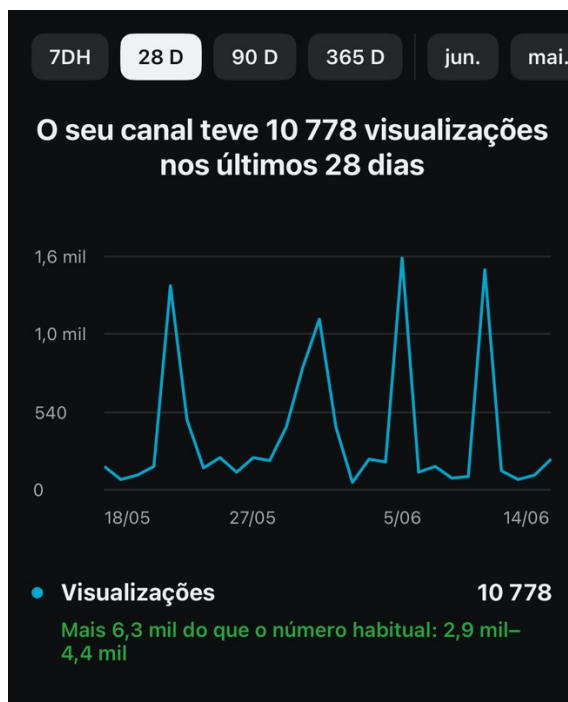 7DH 28 D 90 D 365 D jun. mai.
O seu canal teve 10 778 visualizações
nos últimos 28 dias
1,6 mil
1,0 mil
540
0
18/05 27/05 5/06 14/06
Visualizações 10 778
Mais 6,3 mil do que o número habitual: 2,9 mil–
4,4 mil